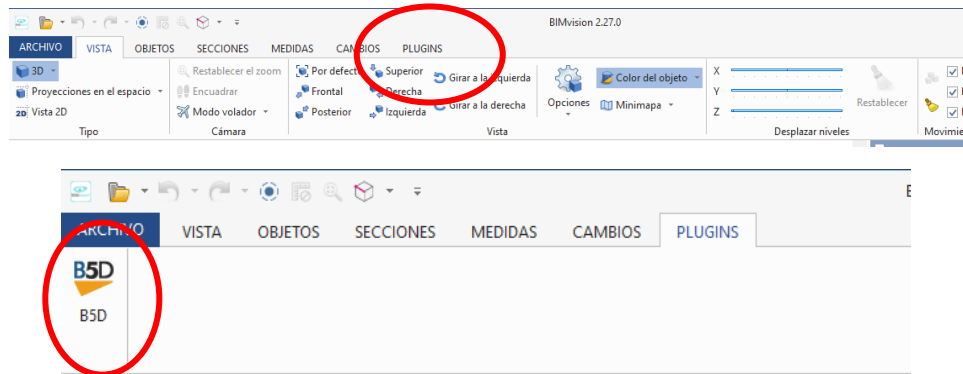 BIMvision 2.27.0
ARCHIVO VISTA OBJETOS SECCIONES MEDIDAS CAMBIOS PLUGINS
3D Restablecer el zoom Por defecto Superior Girar a la izquierda Color del objeto X
Proyecciones en el espacio Encuadrar Frontal Derecha Y
2D Vista 2D Modo volador Posterior Izquierda Girar a la derecha Opciones Minimapa Z Restablecer
Tipo Cámara Vista Desplazar niveles
ARCHIVO VISTA OBJETOS SECCIONES MEDIDAS CAMBIOS PLUGINS
B5D
B5D